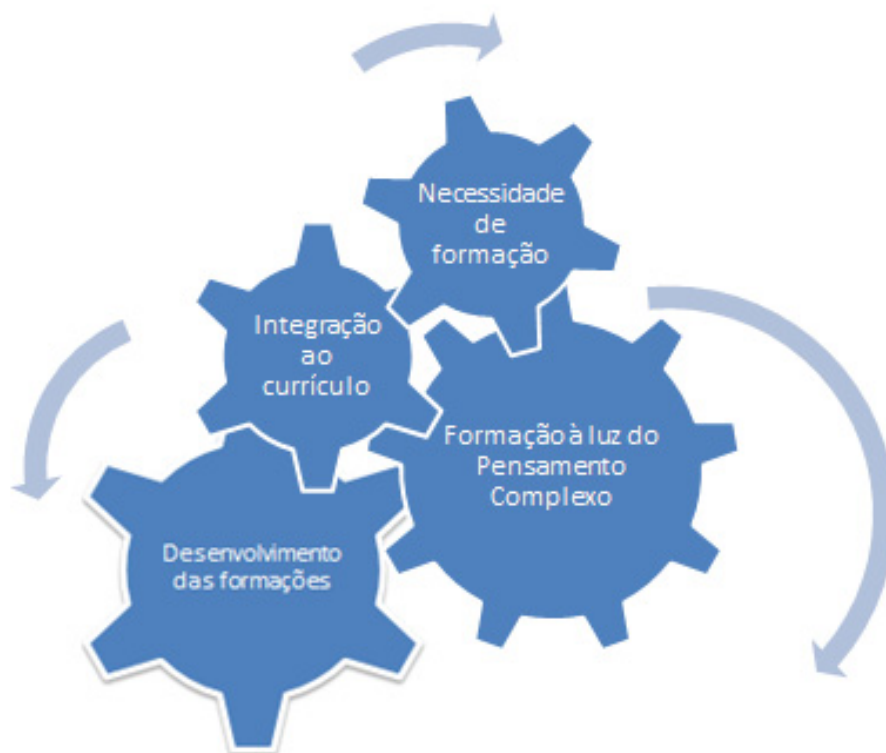 Necessidade
de
formação
Integração
ao
currículo
Formação à luz do
Pensamento
Complexo
Desenvolvimento
das formações